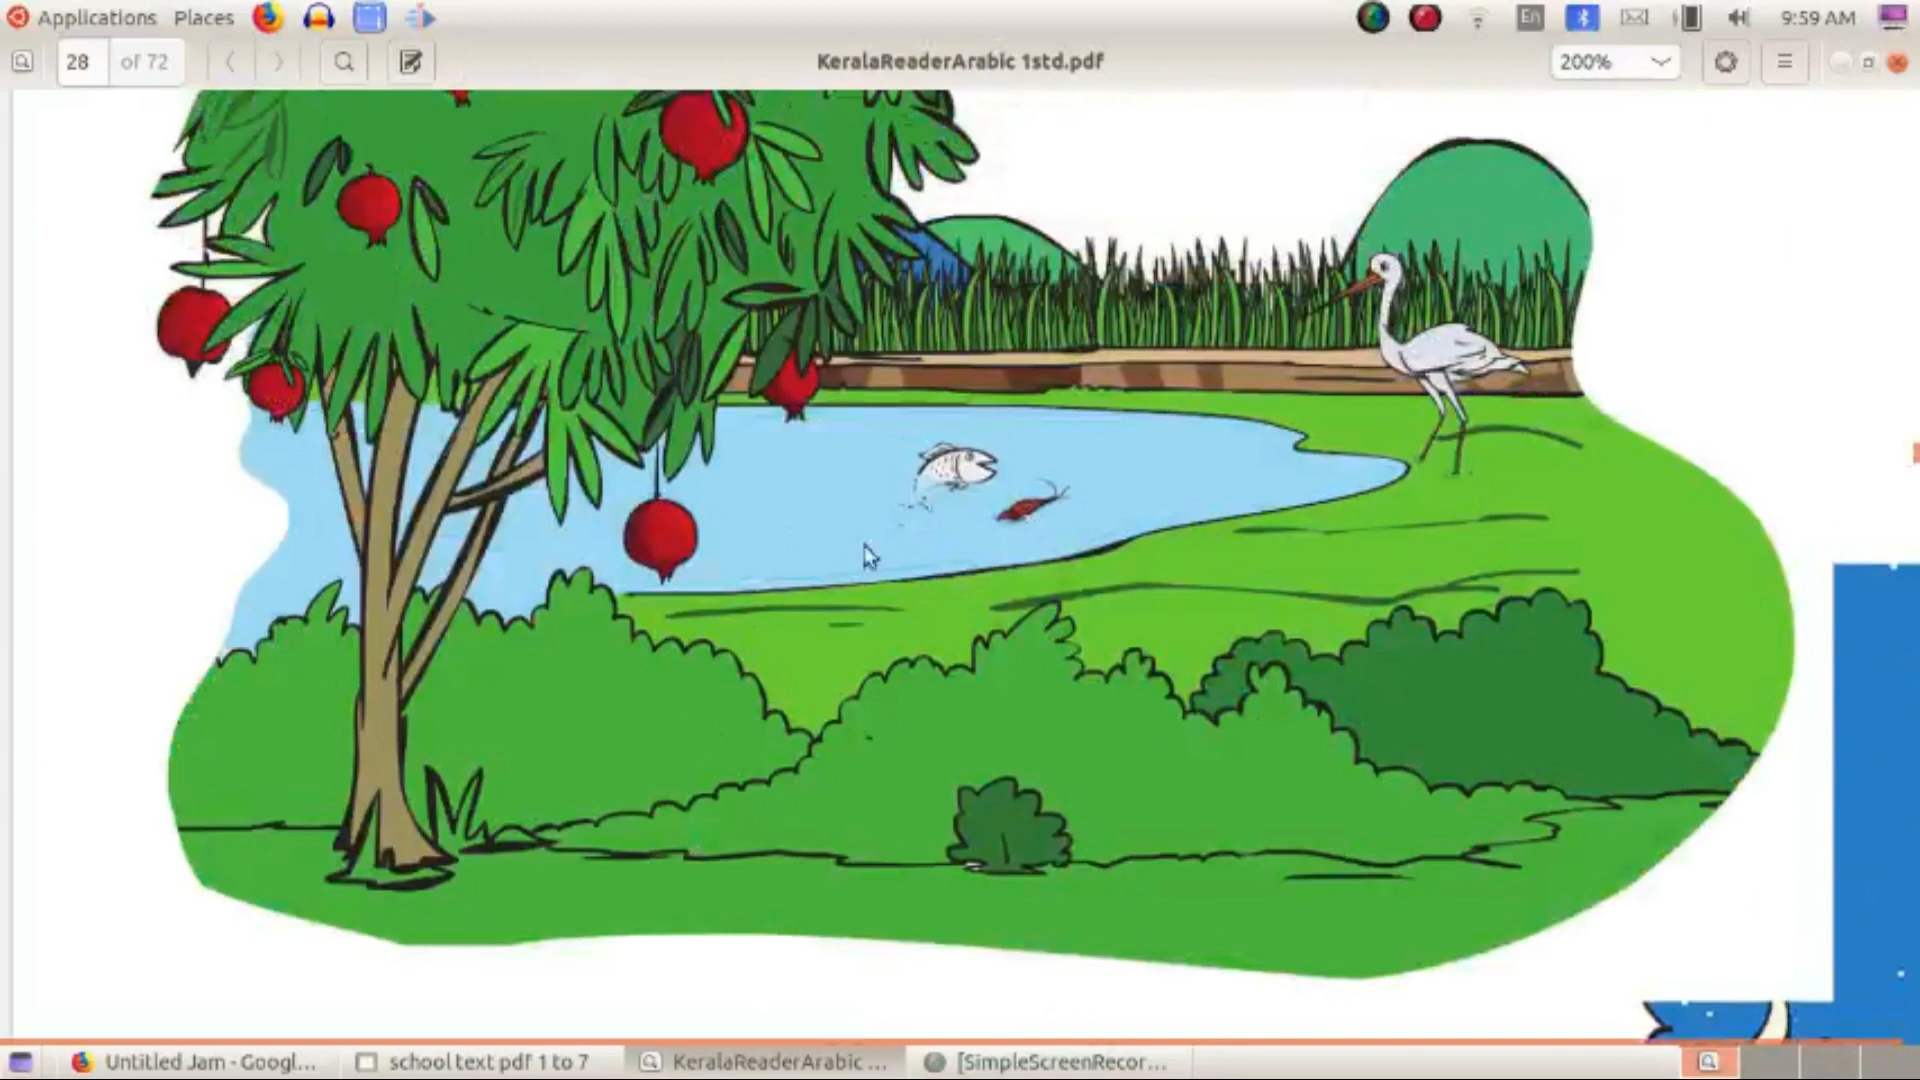 Applications Places En 9:59 AM
28 of 72 KeralaReaderArabic 1std.pdf 200%
Untitled Jam - Googl... school text pdf 1 to 7 KeralaReaderArabic ... [SimpleScreenRecor...